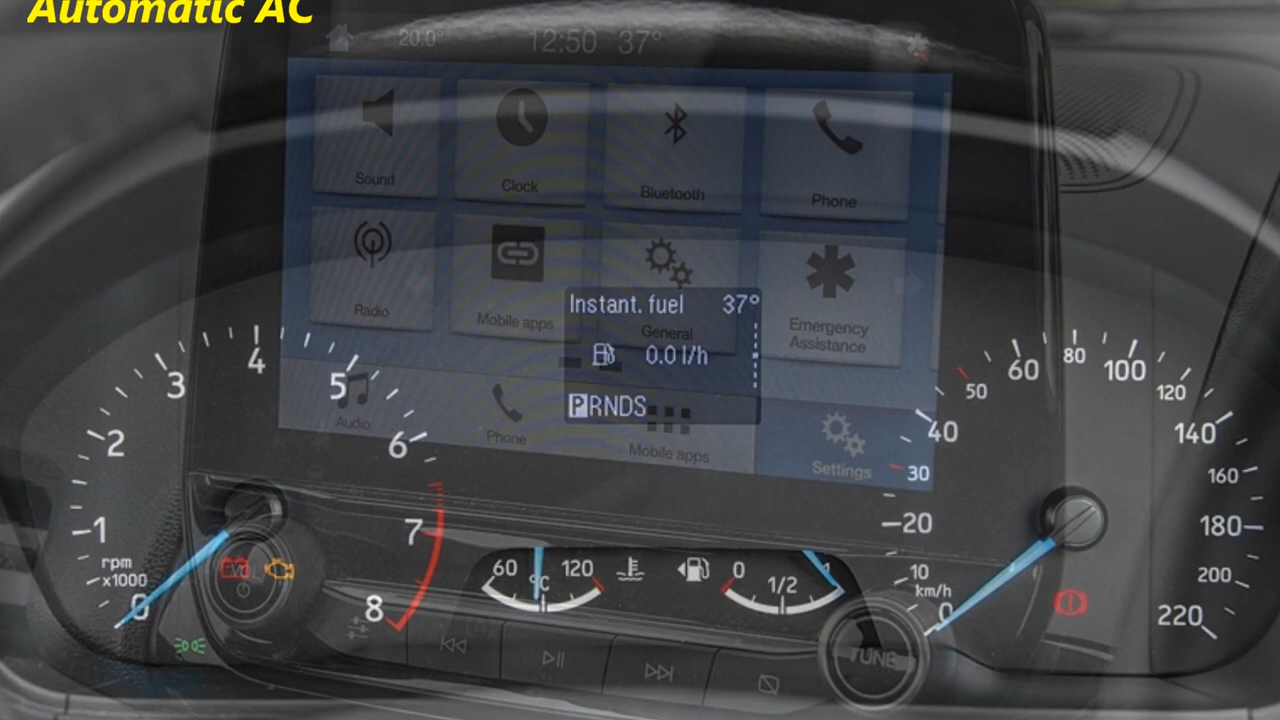 Automatic AC
20.0° 12:50 37°
Sound
Clock
Bluetooth
Phone
Radio
Mobile apps
General
Emergency
Assistance
Audio
Phone
Mobile apps
Settings
Instant. fuel 37°
0.0 l/h
PRNDS
0
1
2
3
4
5
6
7
8
rpm
x1000
60
°C
120
0
1/2
1
0
10
20
30
40
50
60
80
100
120
140
160
180
200
220
km/h
VOL
TUNE